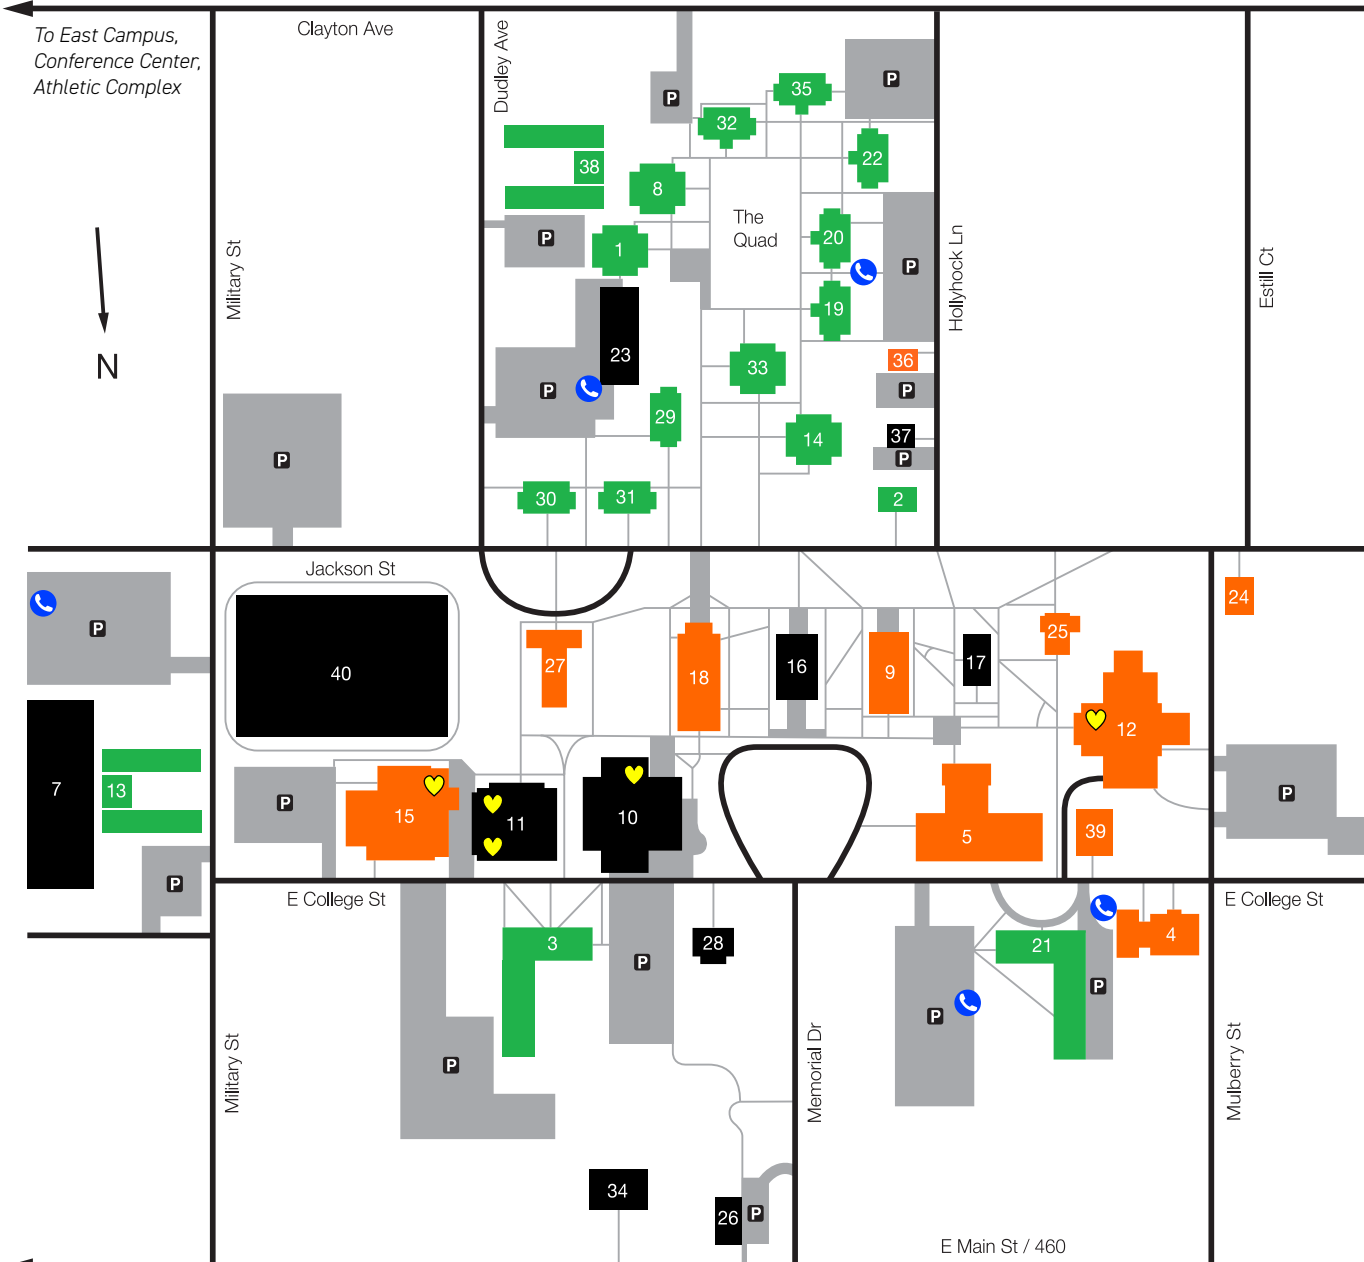 To East Campus,
Conference Center,
Athletic Complex
Clayton Ave
Dudley Ave
P
P
35
32
22
38
8
The
Quad
20
P
1
P
Military St
Hollyhock Ln
Estill Ct
19
N
23
33
36
P
P
29
14
37
P
P
30
31
2
Jackson St
P
24
25
27
18
16
9
17
40
12
7
13
P
15
11
10
5
39
P
P
E College St
E College St
3
28
21
4
P
P
P
P
Military St
Memorial Dr
Mulberry St
34
26
P
E Main St / 460